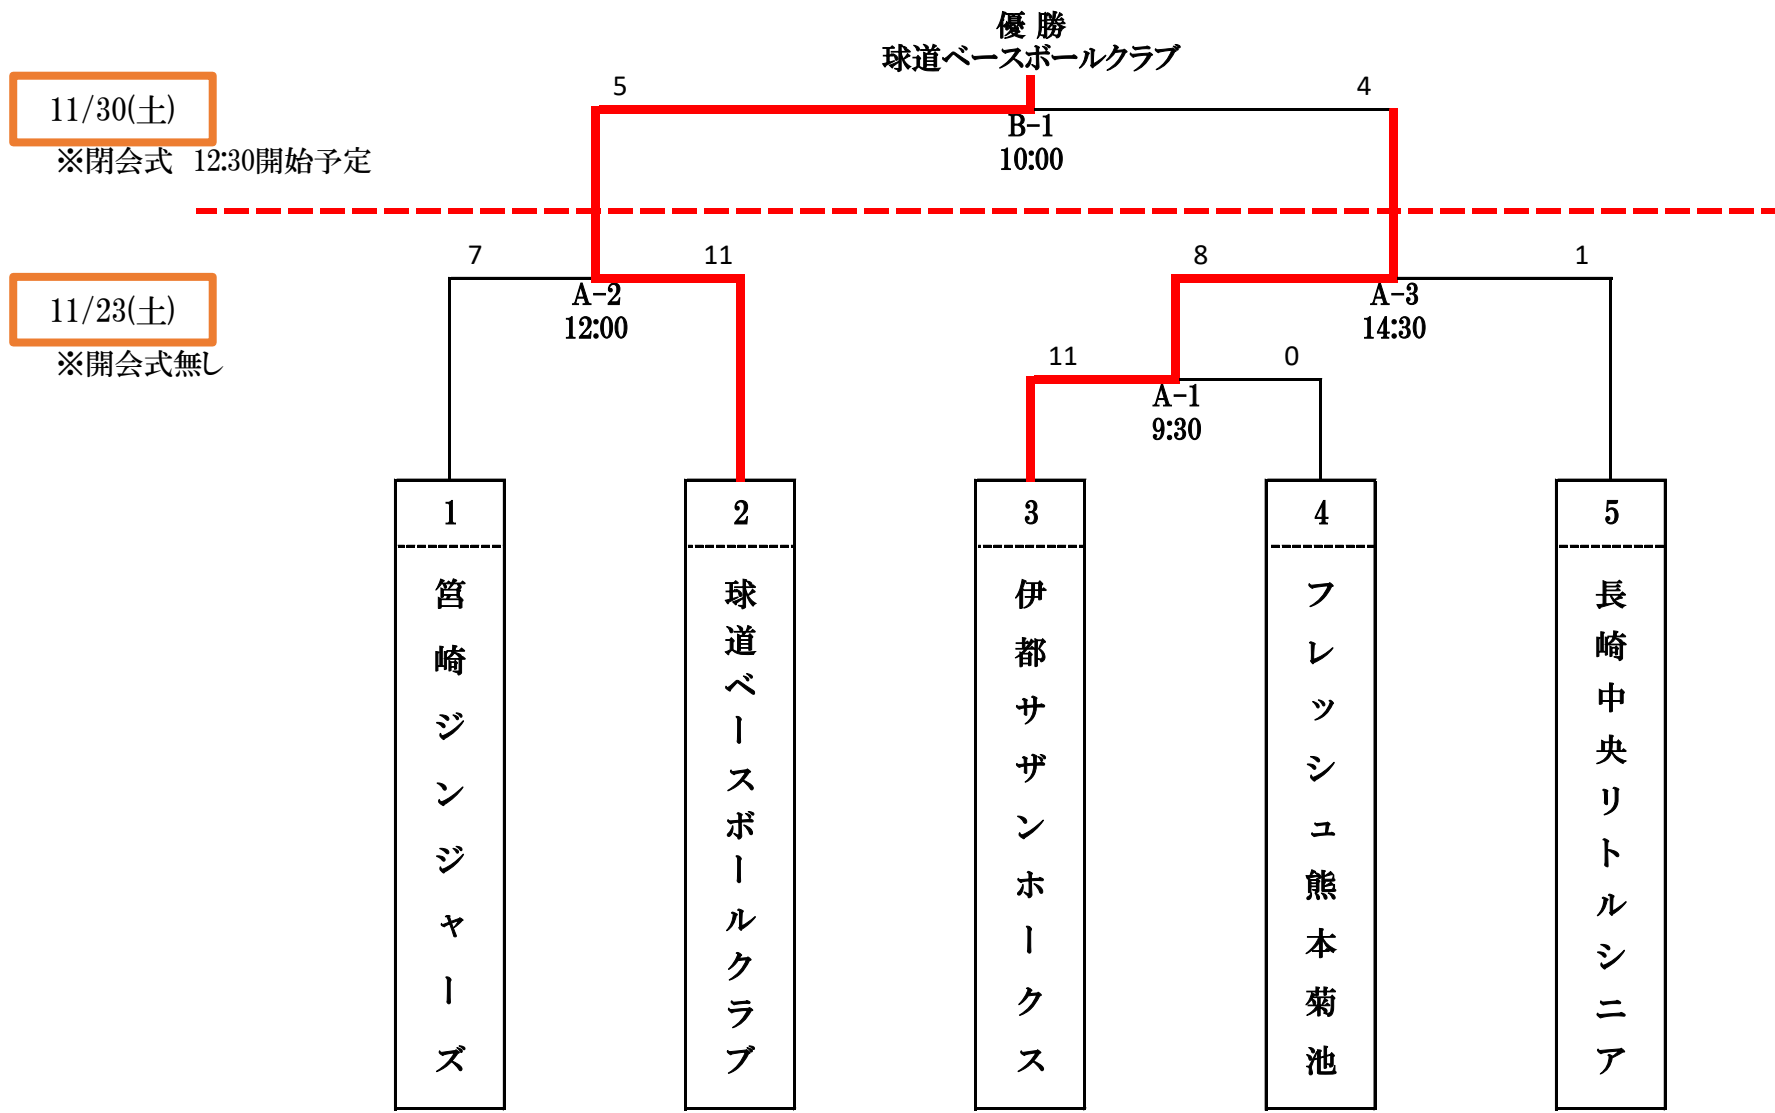 優 勝
球道ベースボールクラブ
11/30(土)
5
4
B-1
10:00
※閉会式 12:30開始予定
7
11
8
1
11/23(土)
A-2
12:00
A-3
14:30
※開会式無し
11
0
A-1
9:30
1
2
3
4
5
筥崎ジンジャーズ
球道ベースボールクラブ
伊都サザンホークス
フレッシュ熊本菊池
長崎中央リトルシニア